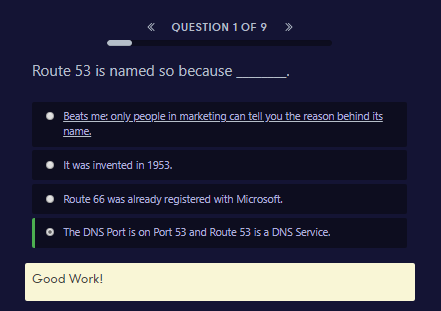 « QUESTION 1 OF 9 »
Route 53 is named so because ________.
Beats me: only people in marketing can tell you the reason behind its
name.
It was invented in 1953.
Route 66 was already registered with Microsoft.
The DNS Port is on Port 53 and Route 53 is a DNS Service.
Good Work!